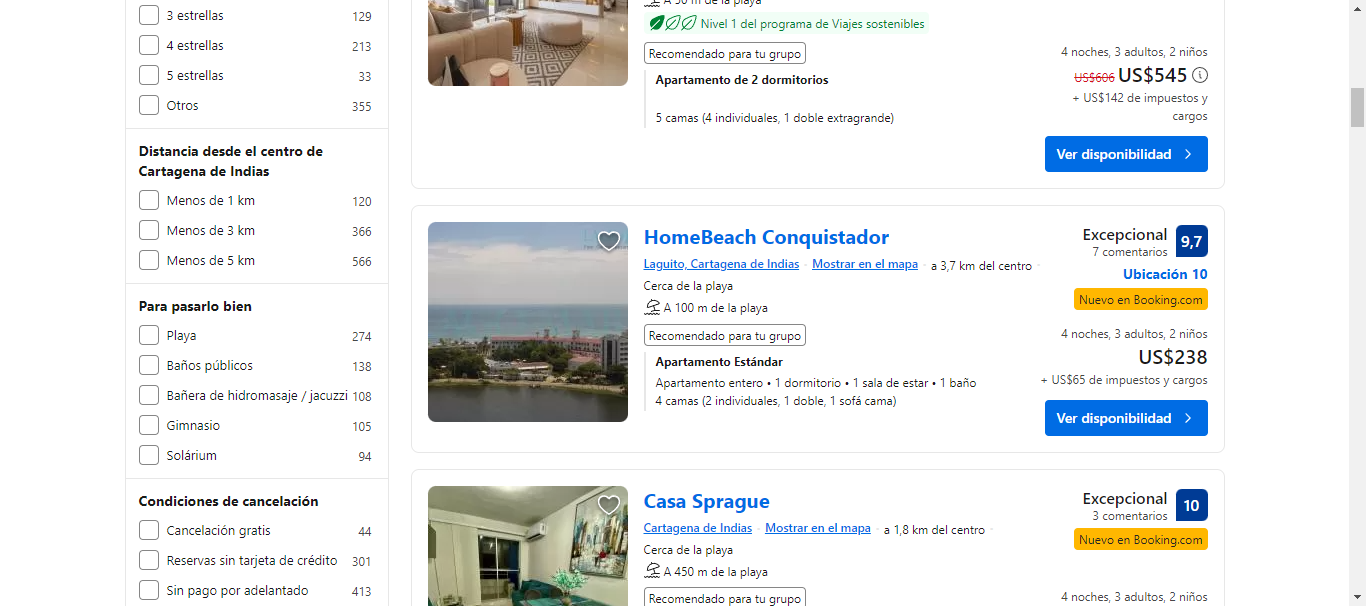 3 estrellas 129
4 estrellas 213
5 estrellas 33
Otros 355
Distancia desde el centro de
Cartagena de Indias
Menos de 1 km 120
Menos de 3 km 366
Menos de 5 km 566
Para pasarlo bien
Playa 274
Baños públicos 138
Bañera de hidromasaje / jacuzzi 108
Gimnasio 105
Solárium 94
Condiciones de cancelación
Cancelación gratis 44
Reservas sin tarjeta de crédito 301
Sin pago por adelantado 413
A 50 m de la playa
Nivel 1 del programa de Viajes sostenibles
Recomendado para tu grupo
Apartamento de 2 dormitorios
5 camas (4 individuales, 1 doble extragrande)
4 noches, 3 adultos, 2 niños
US$606 US$545
+ US$142 de impuestos y
cargos
Ver disponibilidad
HomeBeach Conquistador
Laguito, Cartagena de Indias · Mostrar en el mapa · a 3,7 km del centro ·
Cerca de la playa
A 100 m de la playa
Recomendado para tu grupo
Apartamento Estándar
Apartamento entero • 1 dormitorio • 1 sala de estar • 1 baño
4 camas (2 individuales, 1 doble, 1 sofá cama)
Excepcional 9,7
7 comentarios
Ubicación 10
Nuevo en Booking.com
4 noches, 3 adultos, 2 niños
US$238
+ US$65 de impuestos y cargos
Ver disponibilidad
Casa Sprague
Cartagena de Indias · Mostrar en el mapa · a 1,8 km del centro ·
Cerca de la playa
A 450 m de la playa
Recomendado para tu grupo
Excepcional 10
3 comentarios
Nuevo en Booking.com
4 noches, 3 adultos, 2 niños